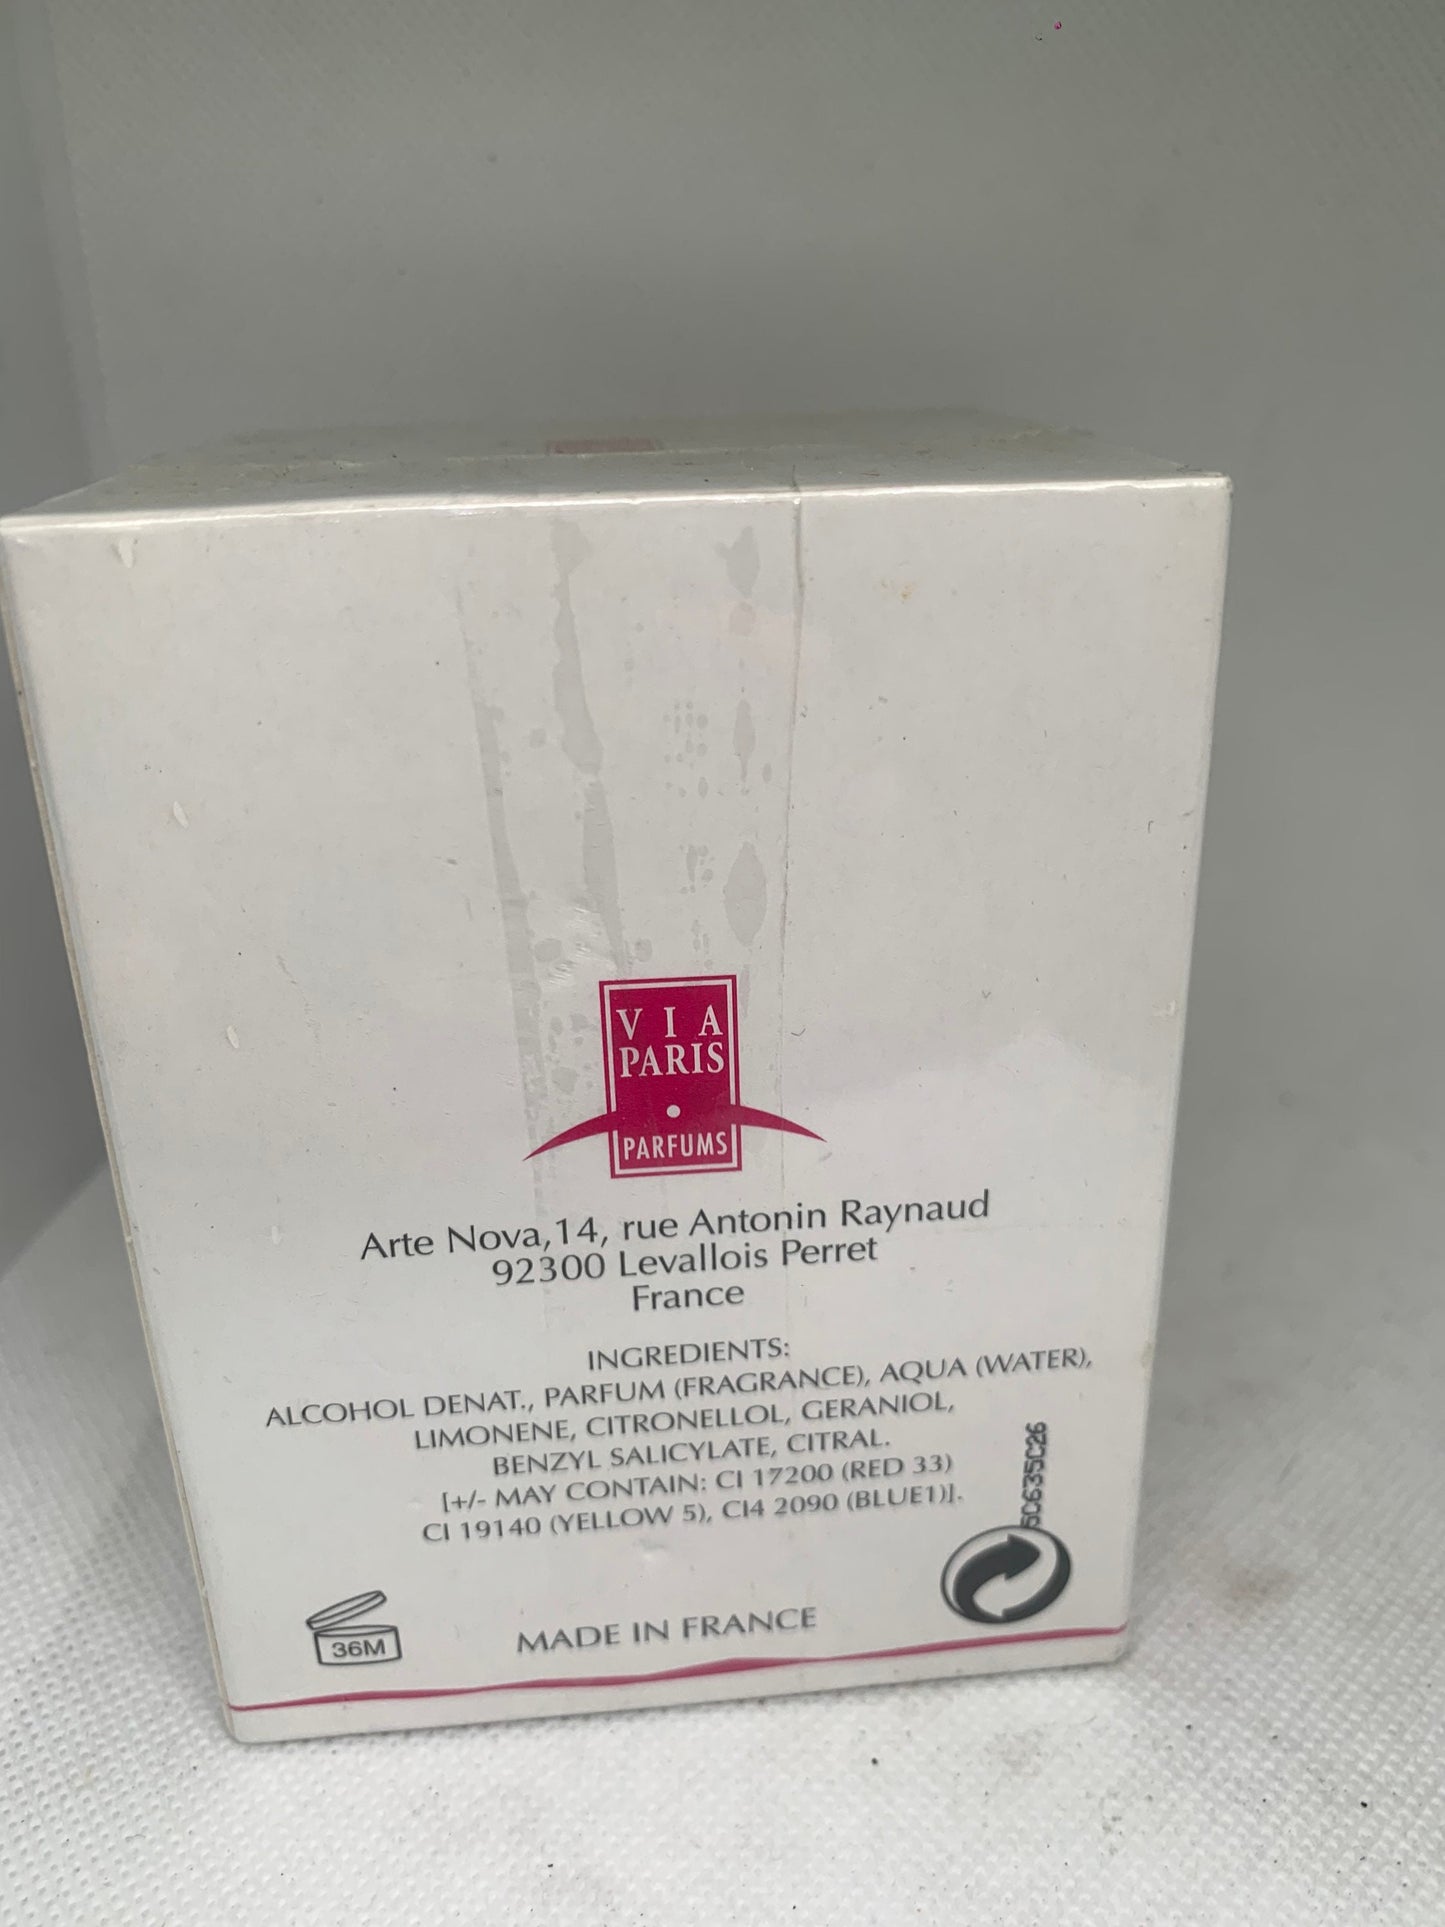 VIA
PARIS
PARFUMS
Arte Nova,14, rue Antonin Raynaud
92300 Levallois Perret
France
INGREDIENTS:
ALCOHOL DENAT., PARFUM (FRAGRANCE), AQUA (WATER),
LIMONENE, CITRONELLOL, GERANIOL,
BENZYL SALICYLATE, CITRAL.
[+/- MAY CONTAIN: CI 17200 (RED 33)
CI 19140 (YELLOW 5), CI4 2090 (BLUE1)].
6C635C26
36M
MADE IN FRANCE